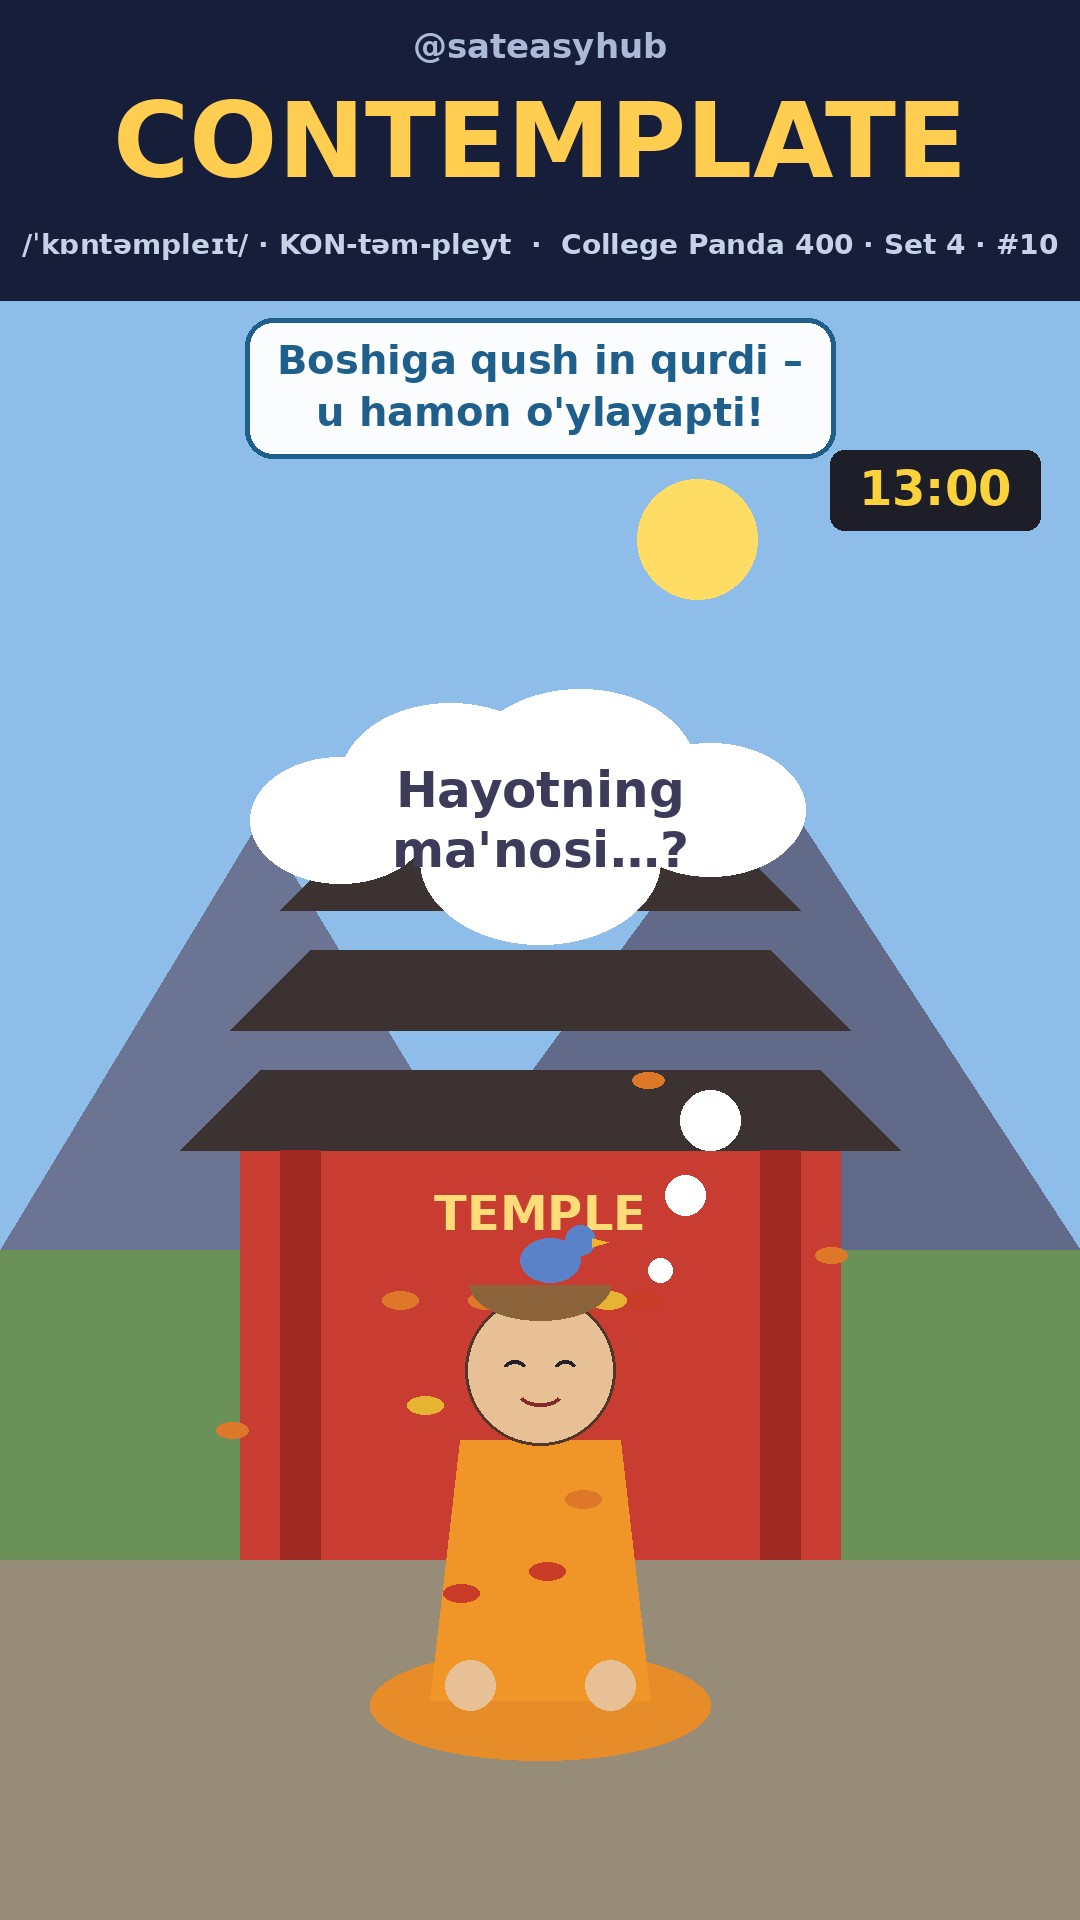 @sateasyhub
CONTEMPLATE
/ˈkɒntəmpleɪt/ · KON-təm-pleyt · College Panda 400 · Set 4 · #10
Boshiga qush in qurdi –
u hamon o'ylayapti!
13:00
Hayotning
ma'nosi...?
TEMPLE